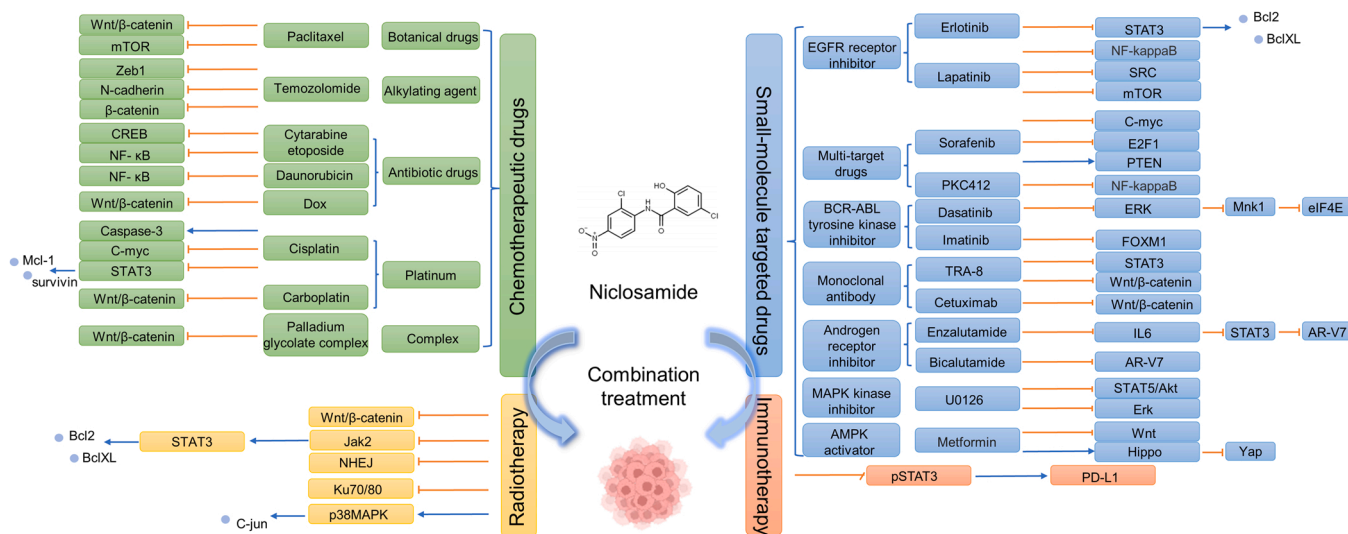 Wnt/β-catenin
mTOR
Paclitaxel
Botanical drugs
Zeb1
N-cadherin
β-catenin
Temozolomide
Alkylating agent
CREB
NF- κB
NF- κB
Wnt/β-catenin
Cytarabine
etoposide
Daunorubicin
Dox
Antibiotic drugs
Caspase-3
C-myc
STAT3
Mcl-1
survivin
Wnt/β-catenin
Cisplatin
Carboplatin
Platinum
Wnt/β-catenin
Palladium
glycolate complex
Complex
Chemotherapeutic drugs
Wnt/β-catenin
Jak2
STAT3
Bcl2
BclXL
NHEJ
Ku70/80
p38MAPK
C-jun
Radiotherapy
HO
Cl
H
N
O
Cl
O-
N+
O
Niclosamide
Combination
treatment
Small-molecule targeted drugs
EGFR receptor
inhibitor
Erlotinib
Lapatinib
STAT3
Bcl2
BclXL
NF-kappaB
SRC
mTOR
Multi-target
drugs
Sorafenib
PKC412
C-myc
E2F1
PTEN
NF-kappaB
BCR-ABL
tyrosine kinase
inhibitor
Dasatinib
Imatinib
ERK
Mnk1
eIF4E
FOXM1
Monoclonal
antibody
TRA-8
Cetuximab
STAT3
Wnt/β-catenin
Wnt/β-catenin
Androgen
receptor
inhibitor
Enzalutamide
Bicalutamide
IL6
STAT3
AR-V7
AR-V7
MAPK kinase
inhibitor
U0126
STAT5/Akt
Erk
AMPK
activator
Metformin
Wnt
Hippo
Yap
Immunotherapy
pSTAT3
PD-L1